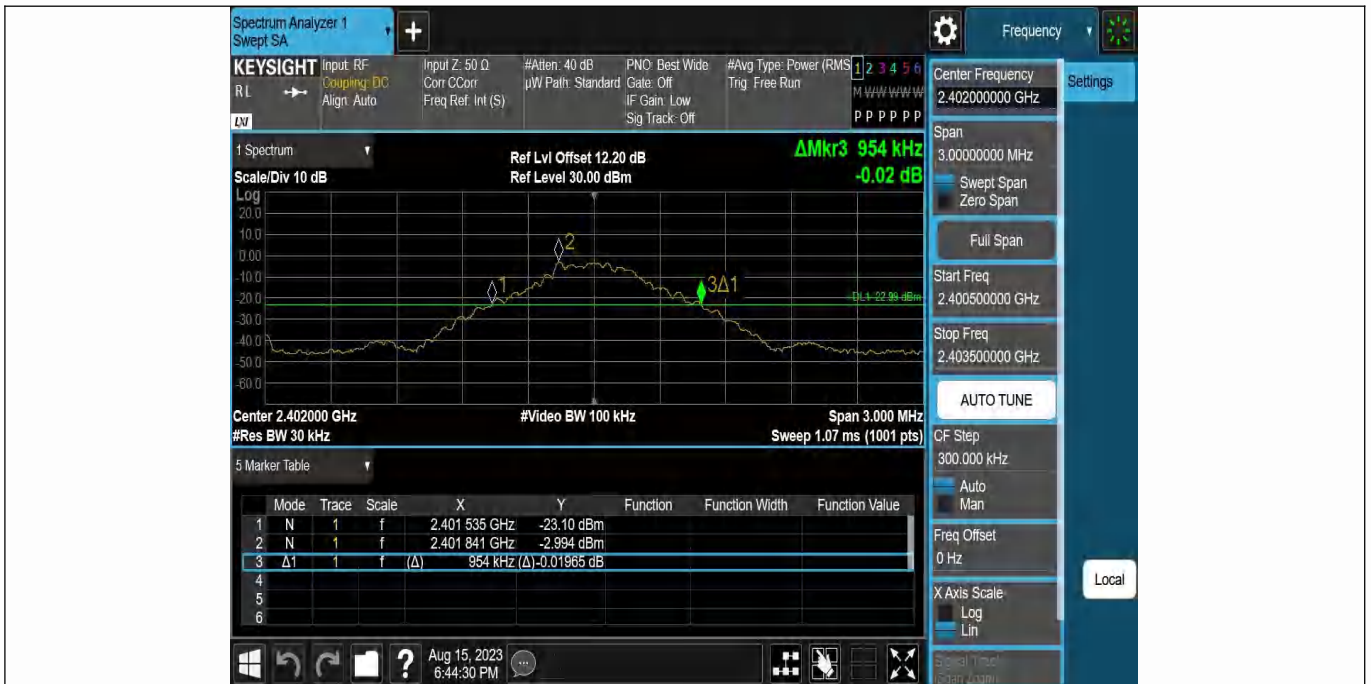 Spectrum Analyzer 1
Swept SA
+
Frequency
KEYSIGHT
RL
LXI
Input: RF
Coupling: DC
Align: Auto
Input Z: 50 Ω
Corr CCorr
Freq Ref: Int (S)
#Atten: 40 dB
µW Path: Standard
PNO: Best Wide
Gate: Off
IF Gain: Low
Sig Track: Off
#Avg Type: Power (RMS
Trig: Free Run
1 2 3 4 5 6
M W W W W W
P P P P P P
1 Spectrum
Scale/Div 10 dB
Ref Lvl Offset 12.20 dB
Ref Level 30.00 dBm
ΔMkr3 954 kHz
-0.02 dB
Log
20.0
10.0
0.00
-10.0
-20.0
-30.0
-40.0
-50.0
-60.0
1
2
3Δ1
DL1 -22.99 dBm
Center 2.402000 GHz
#Video BW 100 kHz
Span 3.000 MHz
#Res BW 30 kHz
Sweep 1.07 ms (1001 pts)
5 Marker Table
Mode Trace Scale X Y Function Function Width Function Value
1 N 1 f 2.401 535 GHz -23.10 dBm
2 N 1 f 2.401 841 GHz -2.994 dBm
3 Δ1 1 f (Δ) 954 kHz (Δ) -0.01965 dB
4
5
6
Aug 15, 2023
6:44:30 PM
?
Center Frequency
2.402000000 GHz
Settings
Span
3.00000000 MHz
Swept Span
Zero Span
Full Span
Start Freq
2.400500000 GHz
Stop Freq
2.403500000 GHz
AUTO TUNE
CF Step
300.000 kHz
Auto
Man
Freq Offset
0 Hz
X Axis Scale
Log
Lin
Signal Track
(Span Zoom)
Local